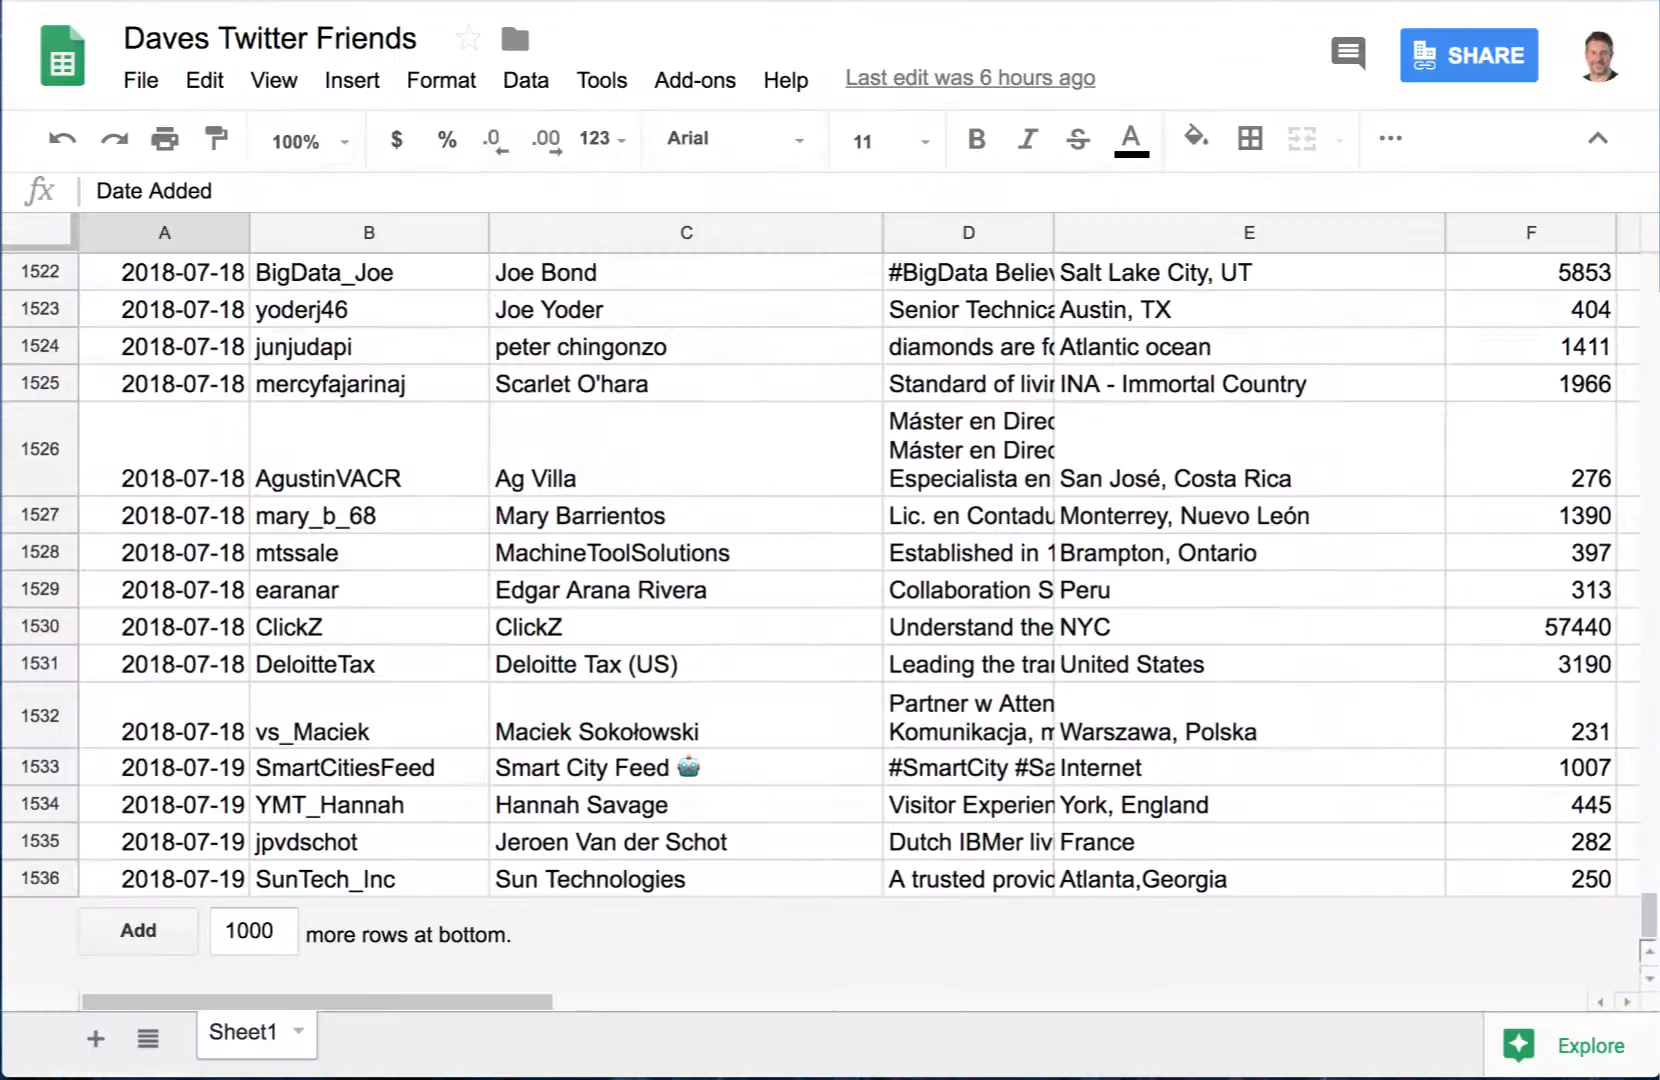 Daves Twitter Friends
File Edit View Insert Format Data Tools Add-ons Help Last edit was 6 hours ago
SHARE
100% $ % .0 .00 123 Arial 11 B I S A
fx Date Added
A B C D E F
1522 2018-07-18 BigData_Joe Joe Bond #BigData Believ Salt Lake City, UT 5853
1523 2018-07-18 yoderj46 Joe Yoder Senior Technica Austin, TX 404
1524 2018-07-18 junjudapi peter chingonzo diamonds are fo Atlantic ocean 1411
1525 2018-07-18 mercyfajarinaj Scarlet O'hara Standard of livin INA - Immortal Country 1966
Máster en Direc
Máster en Direc
1526 2018-07-18 AgustinVACR Ag Villa Especialista en San José, Costa Rica 276
1527 2018-07-18 mary_b_68 Mary Barrientos Lic. en Contadu Monterrey, Nuevo León 1390
1528 2018-07-18 mtssale MachineToolSolutions Established in 1 Brampton, Ontario 397
1529 2018-07-18 earanar Edgar Arana Rivera Collaboration S Peru 313
1530 2018-07-18 ClickZ ClickZ Understand the NYC 57440
1531 2018-07-18 DeloitteTax Deloitte Tax (US) Leading the tran United States 3190
Partner w Atten
1532 2018-07-18 vs_Maciek Maciek Sokołowski Komunikacja, m Warszawa, Polska 231
1533 2018-07-19 SmartCitiesFeed Smart City Feed 🤖 #SmartCity #Sa Internet 1007
1534 2018-07-19 YMT_Hannah Hannah Savage Visitor Experien York, England 445
1535 2018-07-19 jpvdschot Jeroen Van der Schot Dutch IBMer livi France 282
1536 2018-07-19 SunTech_Inc Sun Technologies A trusted provid Atlanta,Georgia 250
Add 1000 more rows at bottom.
+ Sheet1 Explore